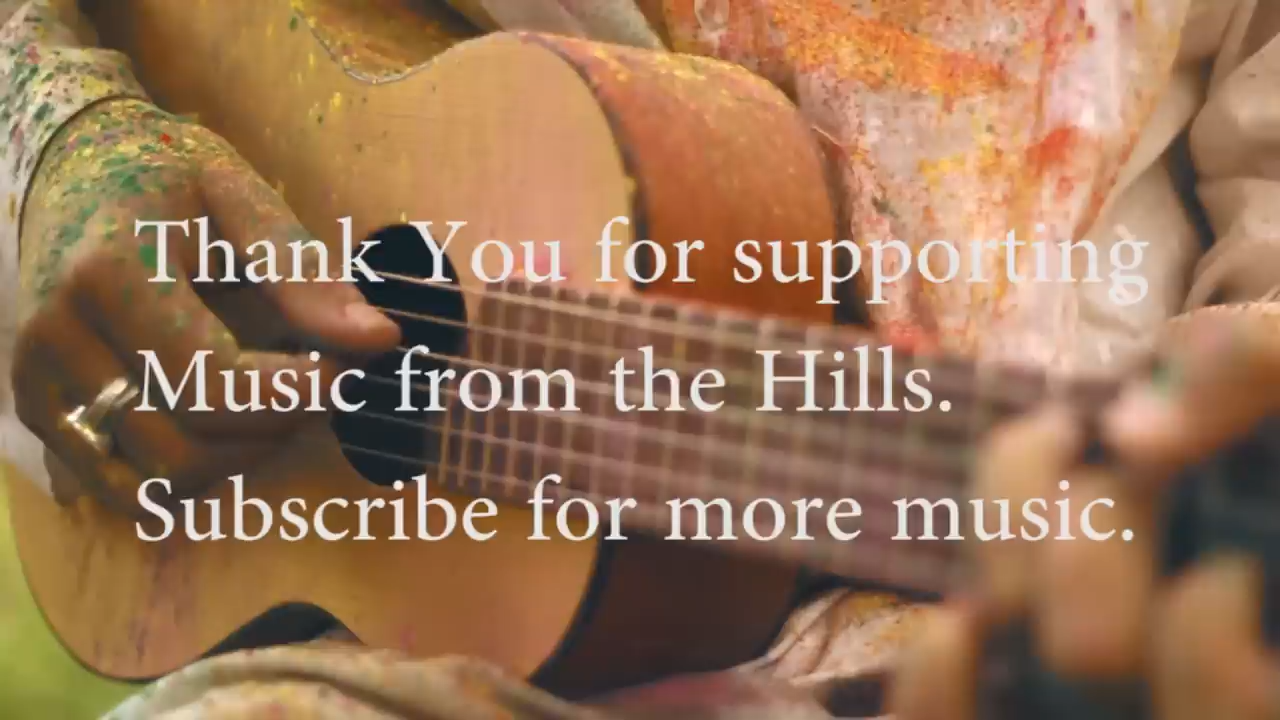 Thank You for supporting
Music from the Hills.
Subscribe for more music.